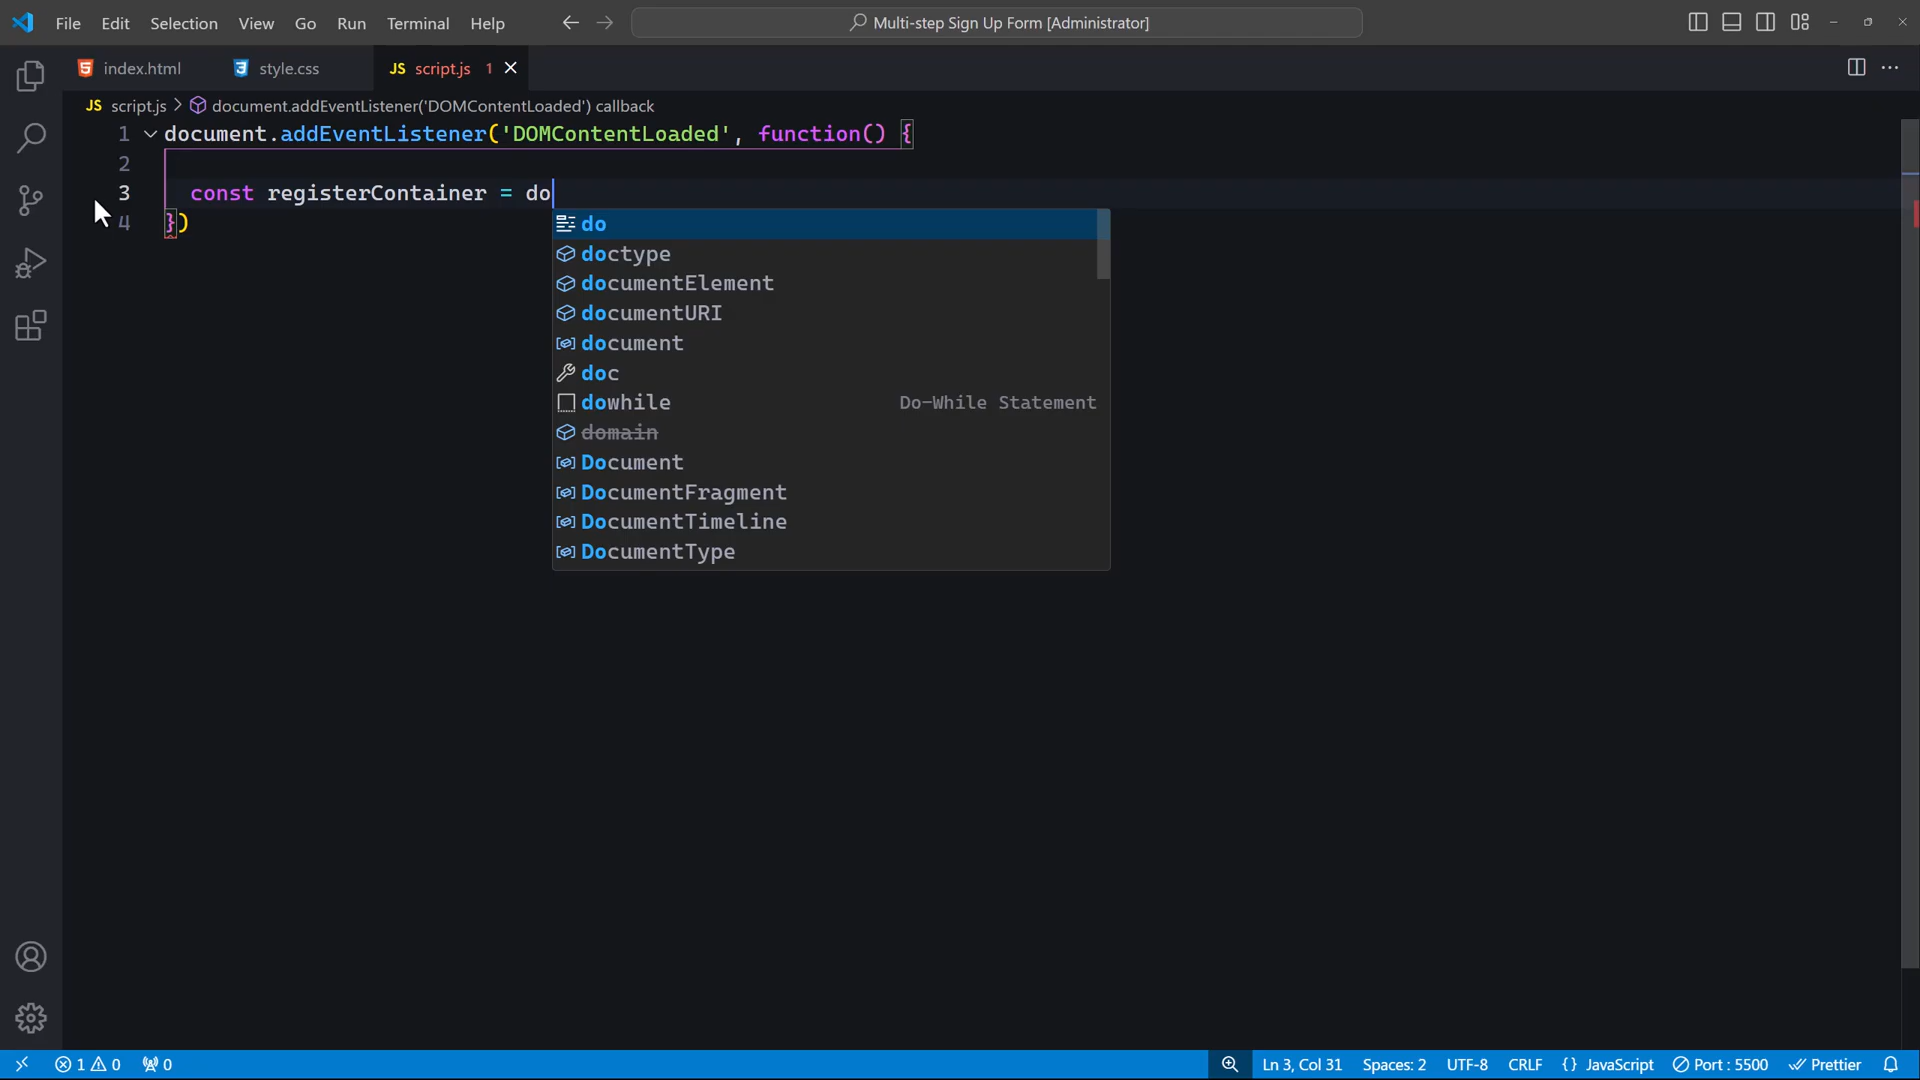 File Edit Selection View Go Run Terminal Help Multi-step Sign Up Form [Administrator]
index.html style.css JS script.js 1
JS script.js > document.addEventListener('DOMContentLoaded') callback
1 document.addEventListener('DOMContentLoaded', function() {
2
3 const registerContainer = do
4 })
do
doctype
documentElement
documentURI
document
doc
dowhile Do-While Statement
domain
Document
DocumentFragment
DocumentTimeline
DocumentType
1 0 0 Ln 3, Col 31 Spaces: 2 UTF-8 CRLF {} JavaScript Port : 5500 Prettier